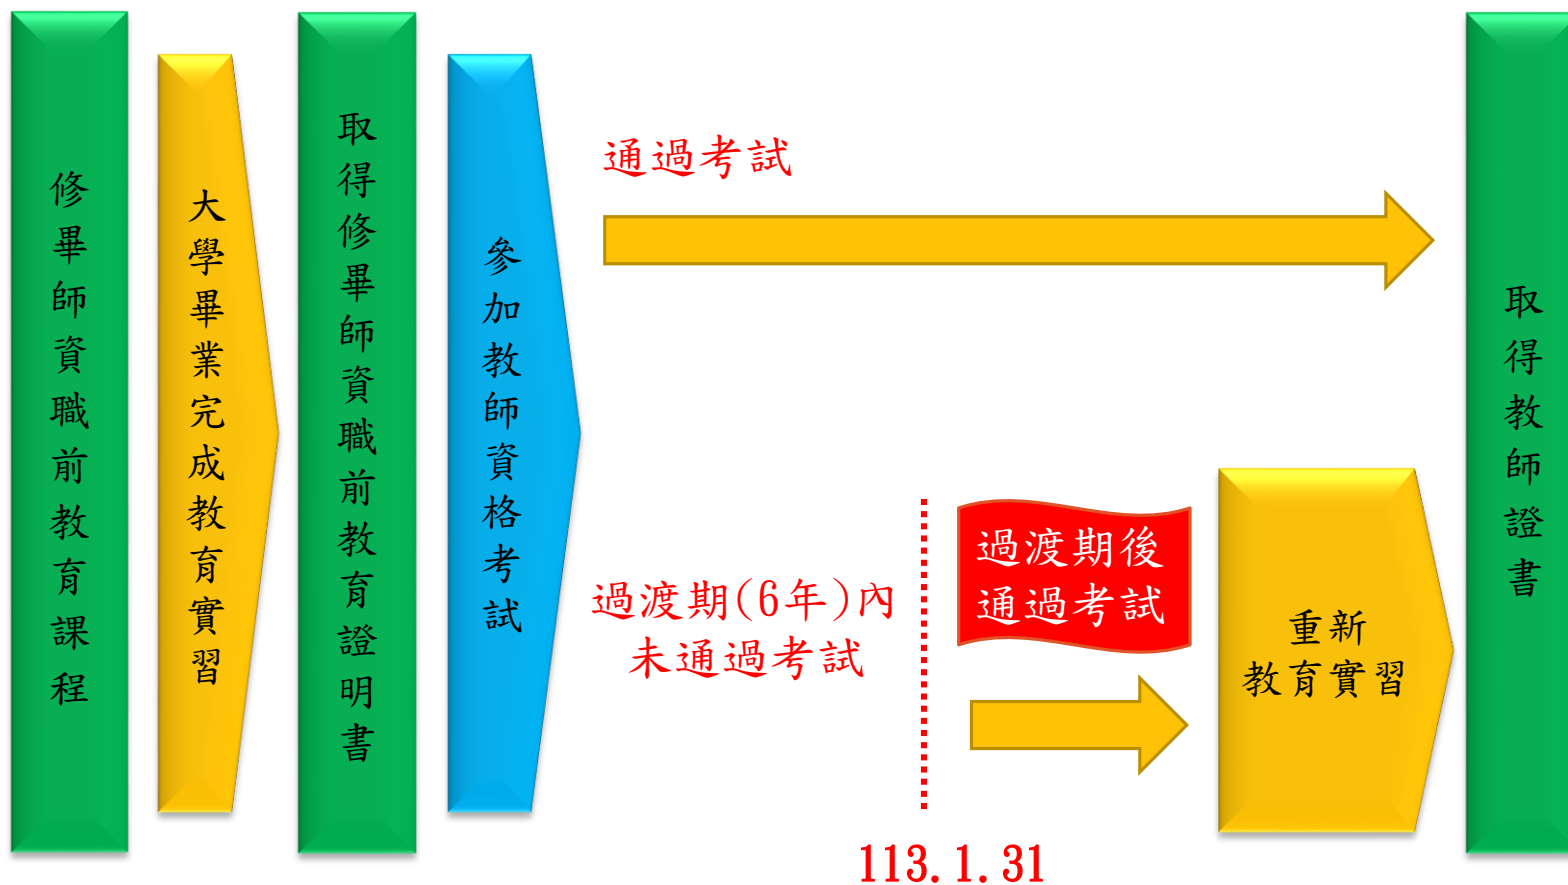 修畢師資職前教育課程
大學畢業完成教育實習
取得修畢師資職前教育證明書
參加教師資格考試
通過考試
過渡期(6年)內
未通過考試
113.1.31
過渡期後
通過考試
重新
教育實習
取得教師證書